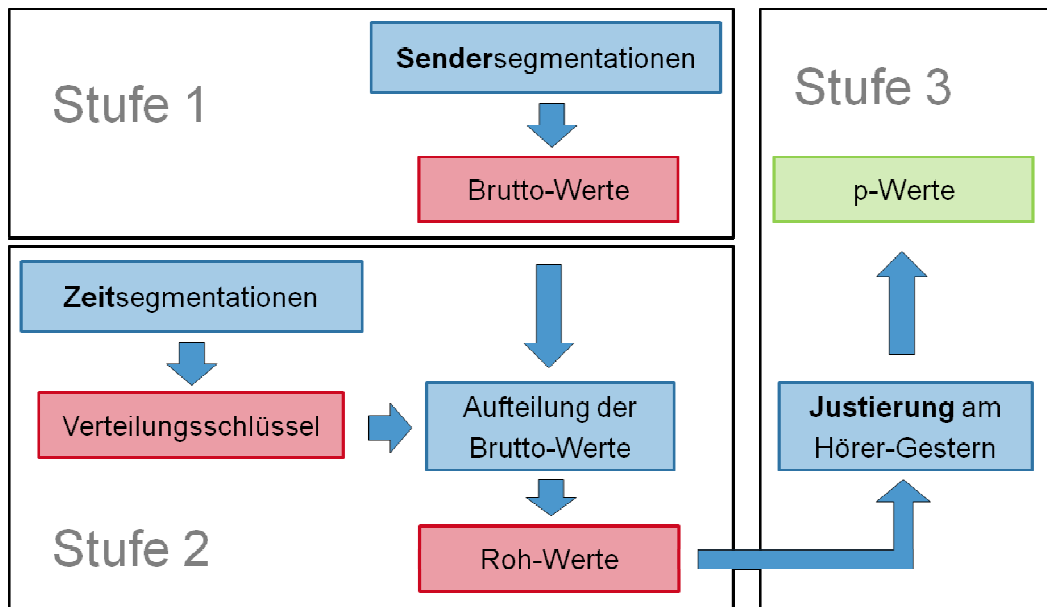 Stufe 1
Sendersegmentationen
Brutto-Werte
Zeitsegmentationen
Verteilungsschlüssel
Aufteilung der
Brutto-Werte
Stufe 2
Roh-Werte
Stufe 3
p-Werte
Justierung am
Hörer-Gestern